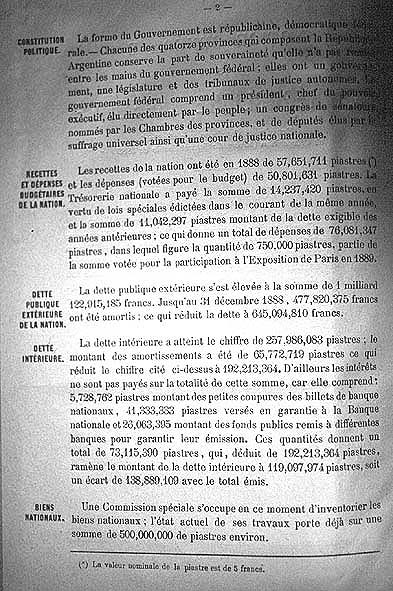 — 2 —
CONSTITUTION
POLITIQUE.
La forme du Gouvernement est républicaine, démocratique
rale. — Chacune des quatorze provinces qui composent la République
Argentine conserve la part de souveraineté qu'elle n'a pas
entre les mains du gouvernement fédéral ; elles ont un
ment, une législature et des tribunaux de justice autonomes. Le
gouvernement fédéral comprend un président, chef du pouvoir
exécutif, élu directement par le peuple; un congrès de sénateurs
nommés par les Chambres des provinces, et de députés élus par le
suffrage universel ainsi qu'une cour de justice nationale.
RECETTES
ET DÉPENSES
BUDGÉTAIRES
DE LA NATION.
Les recettes de la nation ont été en 1888 de 57,651,711 piastres (*)
et les dépenses (votées pour le budget) de 50,801,631 piastres. La
Trésorerie nationale a payé la somme de 14,237,420 piastres, en
vertu de lois spéciales édictées dans le courant de la même année,
et la somme de 11,042,297 piastres montant de la dette exigible des
années antérieures ; ce qui donne un total de dépenses de 76,081,347
piastres, dans lequel figure la quantité de 750,000 piastres, partie de
la somme votée pour la participation à l'Exposition de Paris en 1889.
DETTE
PUBLIQUE
EXTÉRIEURE
DE LA NATION.
La dette publique extérieure s'est élevée à la somme de 1 milliard
122,915,185 francs. Jusqu'au 31 décembre 1888, 477,820,375 francs
ont été amortis ; ce qui réduit la dette à 645,094,810 francs.
DETTE
INTÉRIEURE.
La dette intérieure a atteint le chiffre de 257,986,083 piastres ; le
montant des amortissements a été de 65,772,719 piastres ce qui
réduit le chiffre cité ci-dessus à 192,213,364. D'ailleurs les intérêts
ne sont pas payés sur la totalité de cette somme, car elle comprend :
5,728,762 piastres montant des petites coupures des billets de banque
nationaux, 41,333,333 piastres versés en garantie à la Banque
nationale et 26,063,395 montant des fonds publics remis à différentes
banques pour garantir leur émission. Ces quantités donnent un
total de 73,115,390 piastres, qui, déduit de 192,213,364 piastres,
ramène le montant de la dette intérieure à 119,097,974 piastres, soit
un écart de 138,889,109 avec le total émis.
BIENS
NATIONAUX.
Une Commission spéciale s'occupe en ce moment d'inventorier les
biens nationaux ; l'état actuel de ses travaux porte déjà sur une
somme de 500,000,000 de piastres environ.
(*) La valeur nominale de la piastre est de 5 francs.